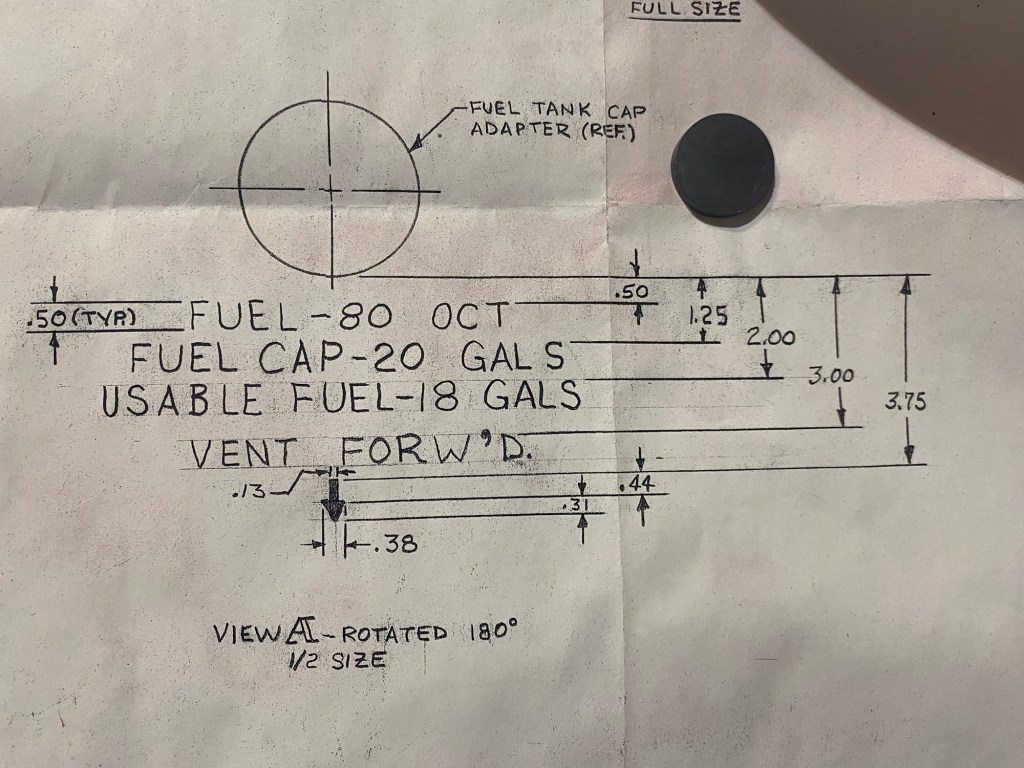 FULL SIZE
FUEL TANK CAP
ADAPTER (REF.)
.50
.50 (TYP.)
FUEL-80 OCT
1.25
2.00
FUEL CAP-20 GALS
3.00
USABLE FUEL-18 GALS
3.75
VENT FORW'D.
.13
.44
.31
.38
VIEW A-ROTATED 180°
1/2 SIZE